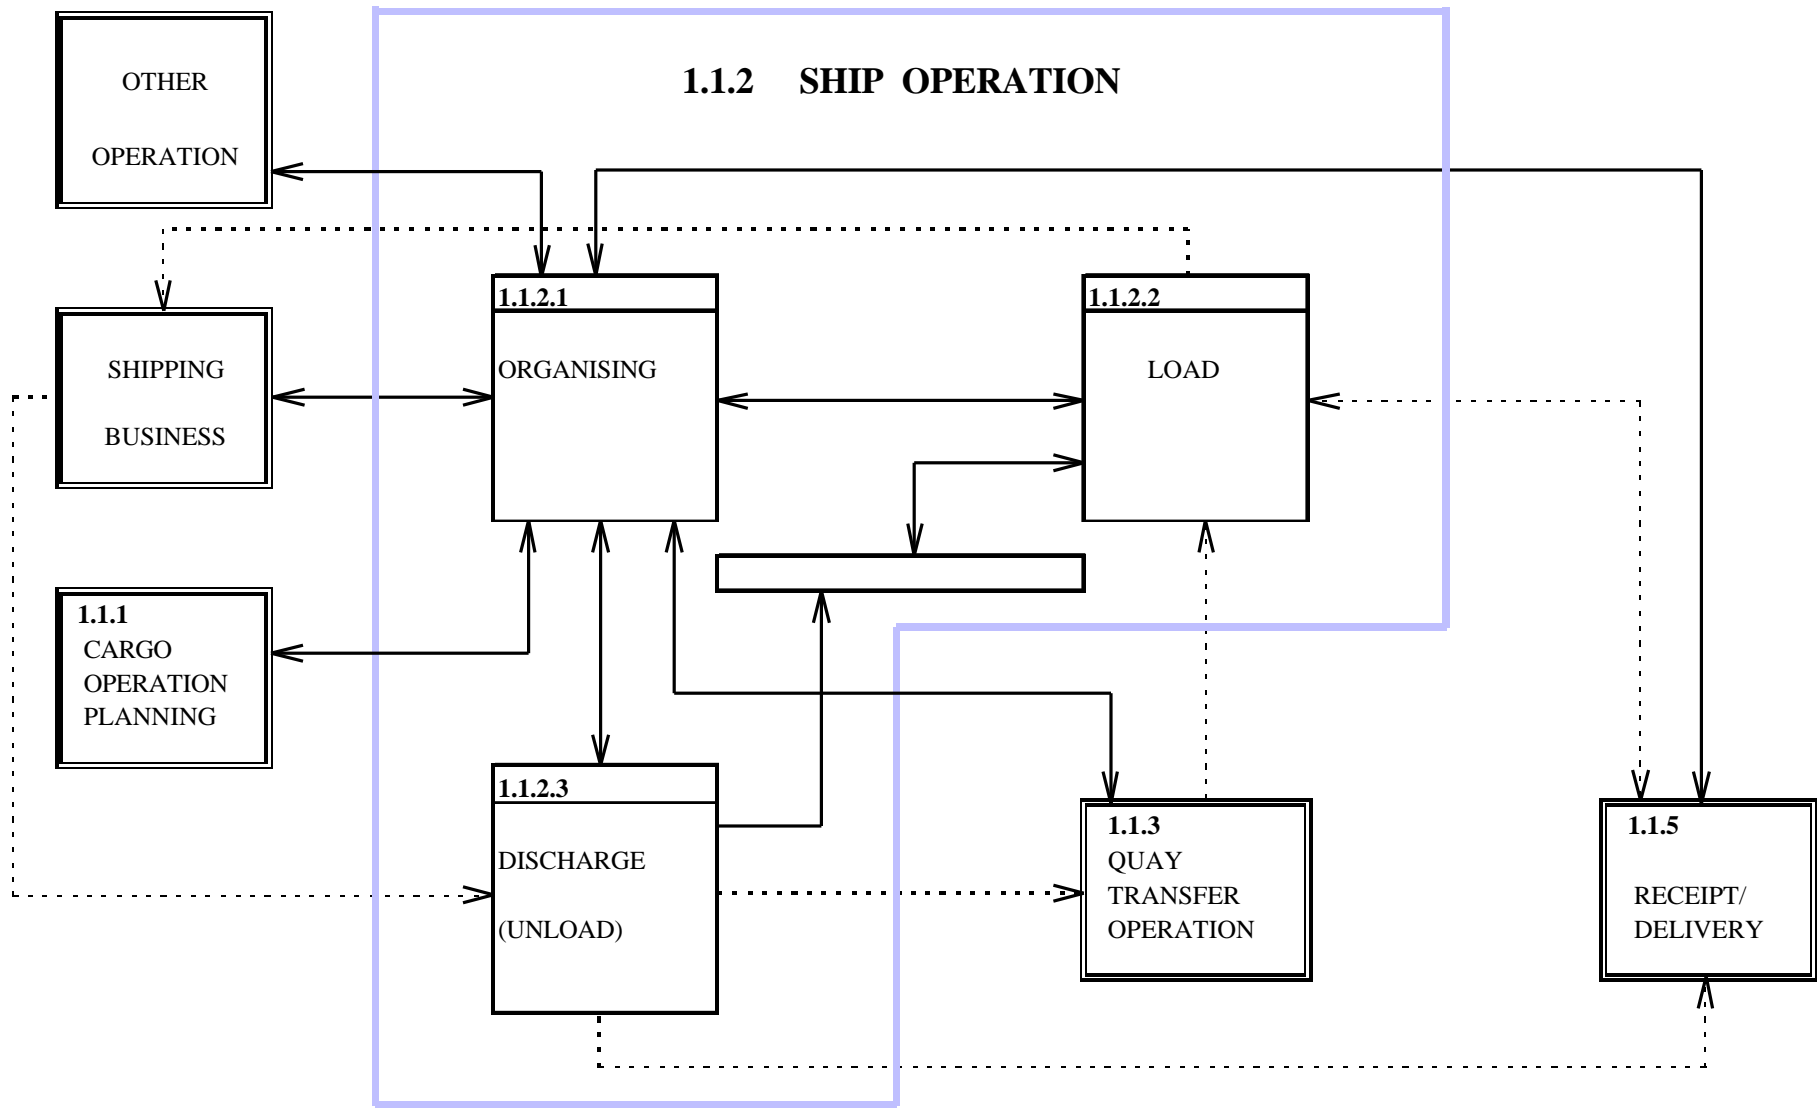 OTHER
OPERATION
1.1.2 SHIP OPERATION
1.1.2.1
ORGANISING
1.1.2.2
LOAD
SHIPPING
BUSINESS
1.1.1
CARGO
OPERATION
PLANNING
1.1.2.3
DISCHARGE
(UNLOAD)
1.1.3
QUAY
TRANSFER
OPERATION
1.1.5
RECEIPT/
DELIVERY